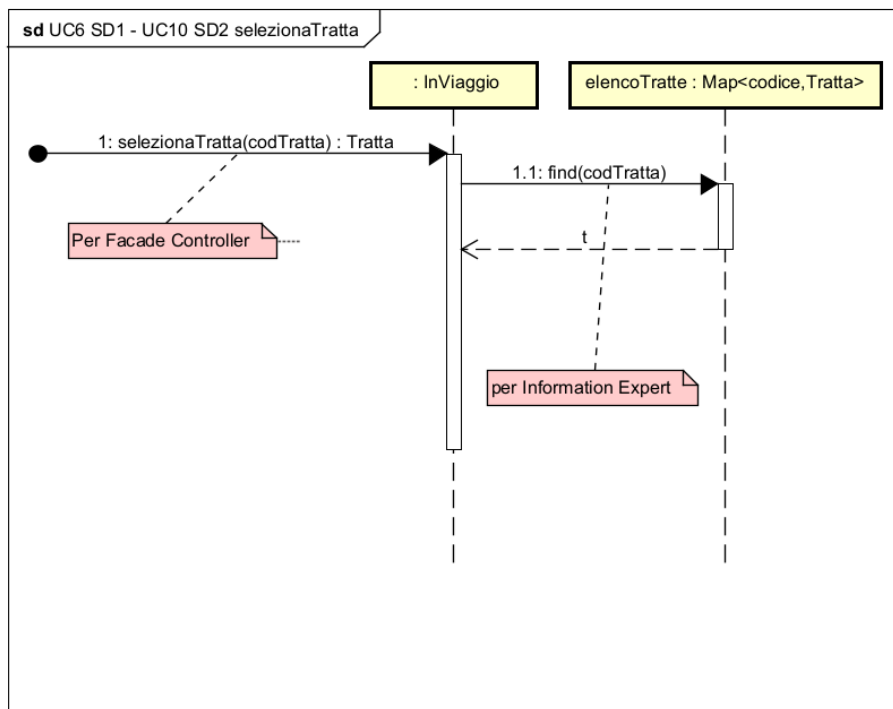 sd UC6 SD1 - UC10 SD2 selezionaTratta
: InViaggio
elencoTratte : Map<codice,Tratta>
1: selezionaTratta(codTratta) : Tratta
1.1: find(codTratta)
Per Facade Controller
t
per Information Expert